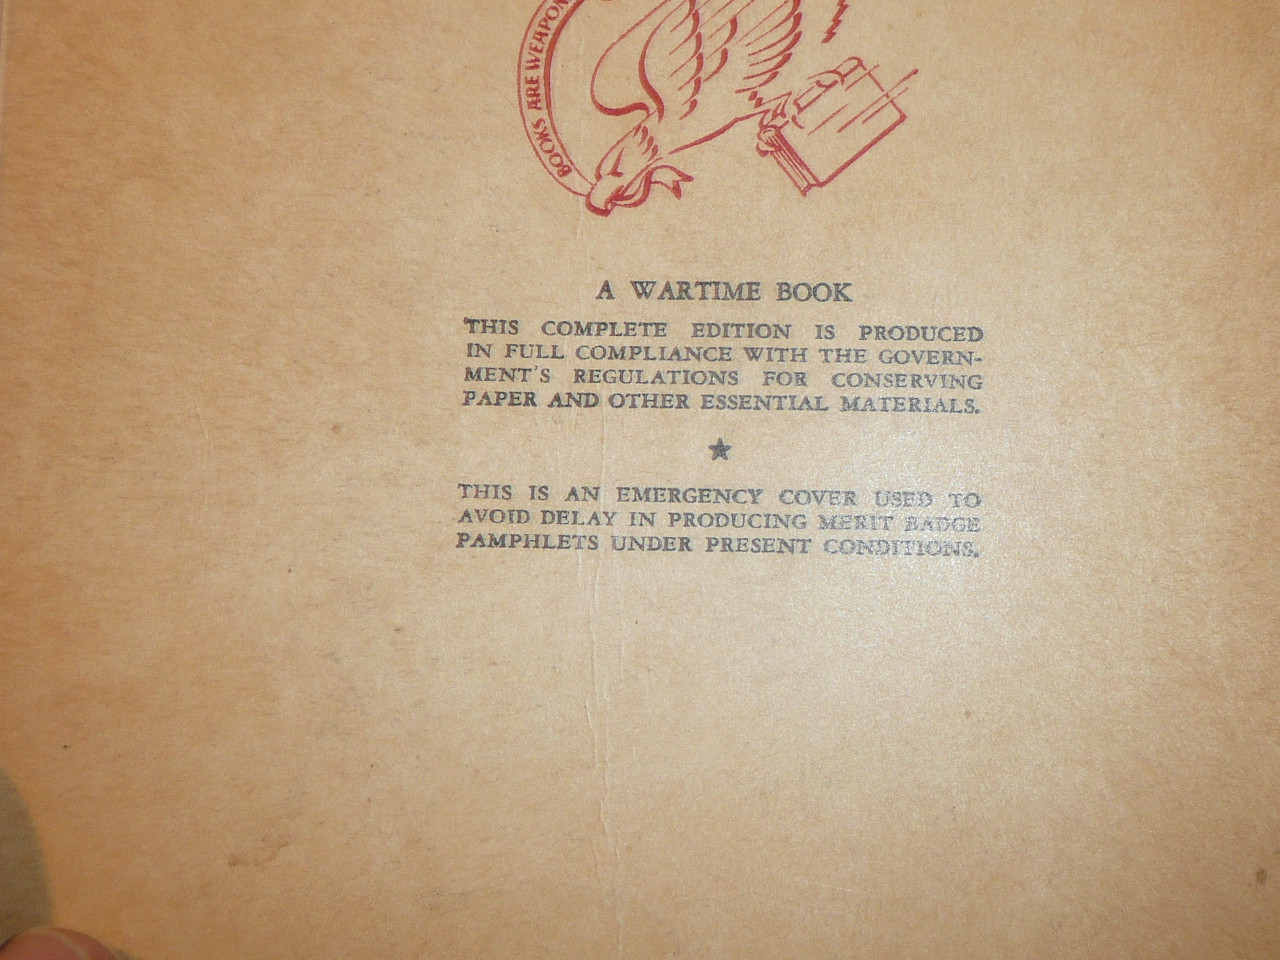 BOOKS ARE WEAPON
A WARTIME BOOK
THIS COMPLETE EDITION IS PRODUCED
IN FULL COMPLIANCE WITH THE GOVERN-
MENT'S REGULATIONS FOR CONSERVING
PAPER AND OTHER ESSENTIAL MATERIALS.
THIS IS AN EMERGENCY COVER USED TO
AVOID DELAY IN PRODUCING MERIT BADGE
PAMPHLETS UNDER PRESENT CONDITIONS.